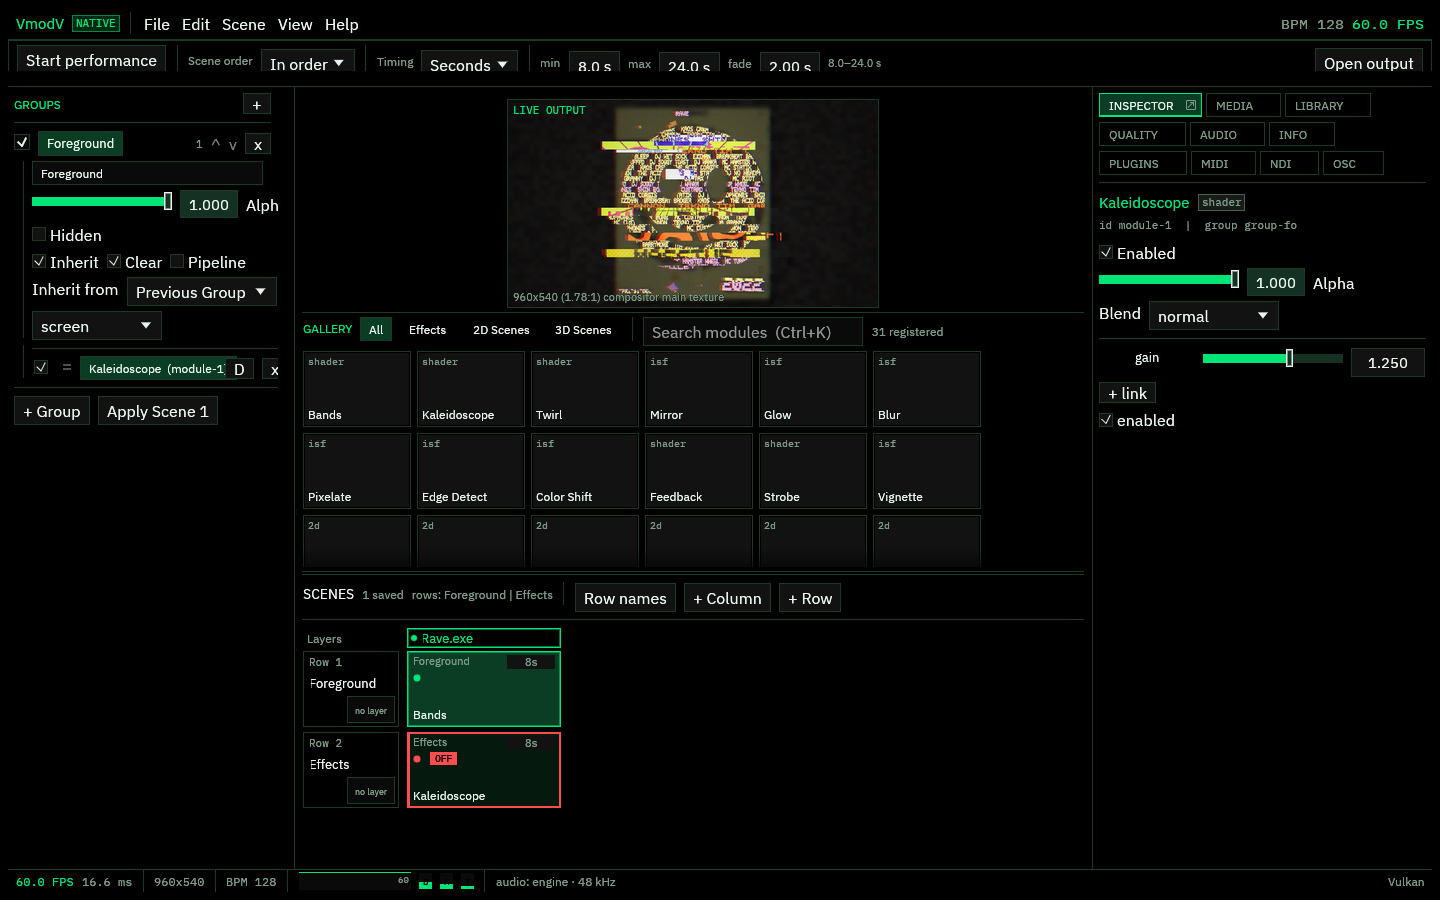 VmodV NATIVE File Edit Scene View Help BPM 128 60.0 FPS
Start performance Scene order In order Timing Seconds min 8.0 s max 24.0 s fade 2.00 s 8.0–24.0 s Open output
GROUPS +
Foreground 1 ^ v x
Foreground
1.000 Alph
Hidden
Inherit Clear Pipeline
Inherit from Previous Group
screen
= Kaleidoscope (module-1) D x
+ Group Apply Scene 1
LIVE OUTPUT
RAVE
2022
960x540 (1.78:1) compositor main texture
GALLERY All Effects 2D Scenes 3D Scenes Search modules (Ctrl+K) 31 registered
shader shader shader isf isf isf
Bands Kaleidoscope Twirl Mirror Glow Blur
isf isf isf shader shader isf
Pixelate Edge Detect Color Shift Feedback Strobe Vignette
2d 2d 2d 2d 2d 2d
SCENES 1 saved rows: Foreground | Effects Row names + Column + Row
Layers Rave.exe
Row 1 Foreground 8s
Foreground
no layer
Bands
Row 2 Effects 8s
OFF
Effects
no layer
Kaleidoscope
INSPECTOR MEDIA LIBRARY
QUALITY AUDIO INFO
PLUGINS MIDI NDI OSC
Kaleidoscope shader
id module-1 | group group-fo
Enabled
1.000 Alpha
Blend normal
gain 1.250
+ link
enabled
60.0 FPS 16.6 ms 960x540 BPM 128 60 audio: engine · 48 kHz Vulkan